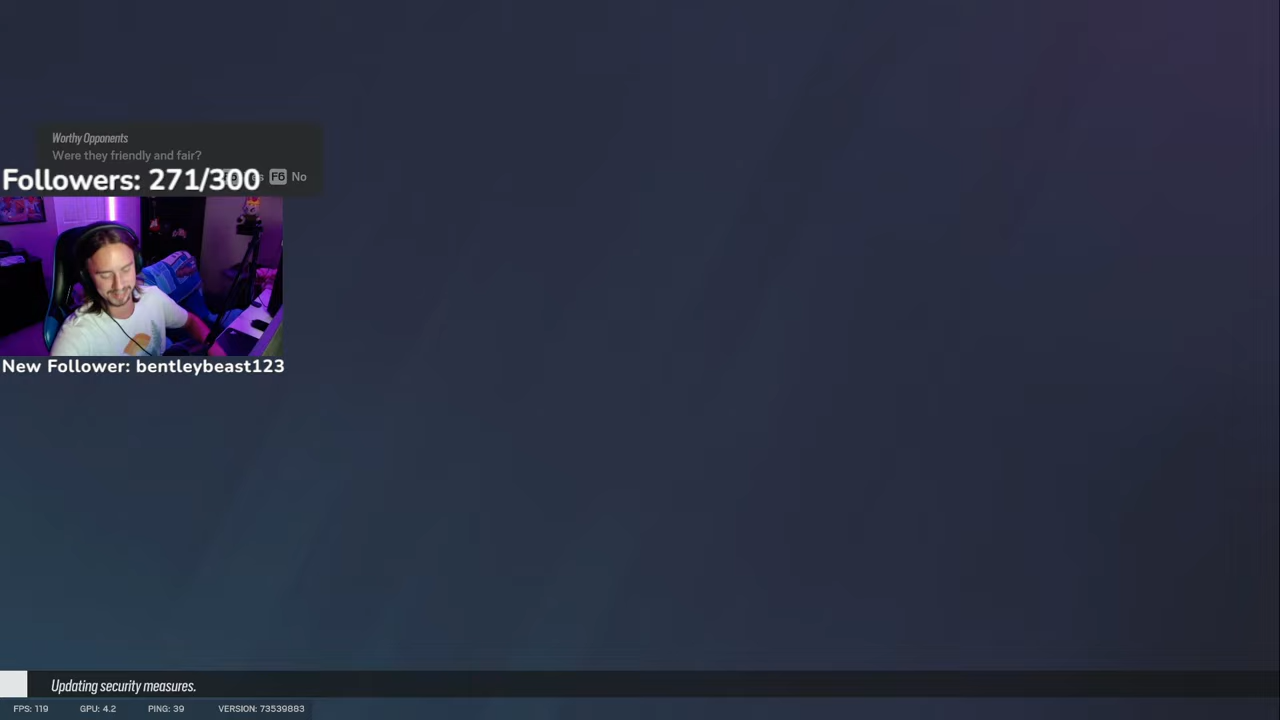 Worthy Opponents
Were they friendly and fair?
F6 No
Followers: 271/300
New Follower: bentleybeast123
Updating security measures.
FPS: 119 GPU: 4.2 PING: 39 VERSION: 73539883